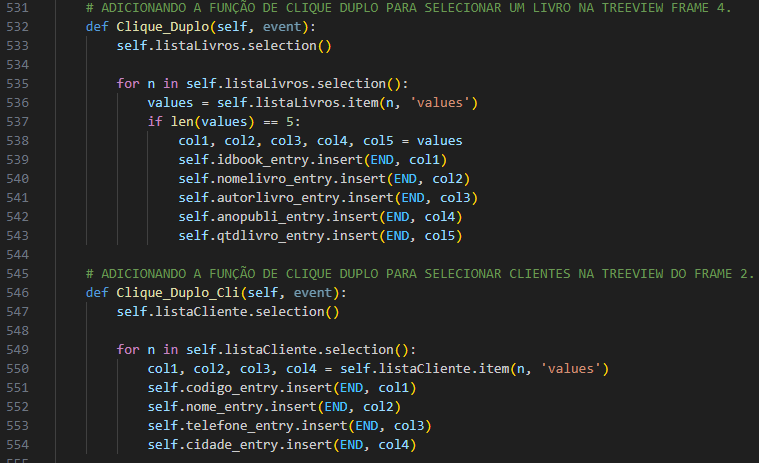 531 # ADICIONANDO A FUNÇÃO DE CLIQUE DUPLO PARA SELECIONAR UM LIVRO NA TREEVIEW FRAME 4.
532 def Clique_Duplo(self, event):
533     self.listaLivros.selection()
534
535     for n in self.listaLivros.selection():
536         values = self.listaLivros.item(n, 'values')
537         if len(values) == 5:
538             col1, col2, col3, col4, col5 = values
539             self.idbook_entry.insert(END, col1)
540             self.nomelivro_entry.insert(END, col2)
541             self.autorlivro_entry.insert(END, col3)
542             self.anopubli_entry.insert(END, col4)
543             self.qtdlivro_entry.insert(END, col5)
544
545 # ADICIONANDO A FUNÇÃO DE CLIQUE DUPLO PARA SELECIONAR CLIENTES NA TREEVIEW DO FRAME 2.
546 def Clique_Duplo_Cli(self, event):
547     self.listaCliente.selection()
548
549     for n in self.listaCliente.selection():
550         col1, col2, col3, col4 = self.listaCliente.item(n, 'values')
551         self.codigo_entry.insert(END, col1)
552         self.nome_entry.insert(END, col2)
553         self.telefone_entry.insert(END, col3)
554         self.cidade_entry.insert(END, col4)